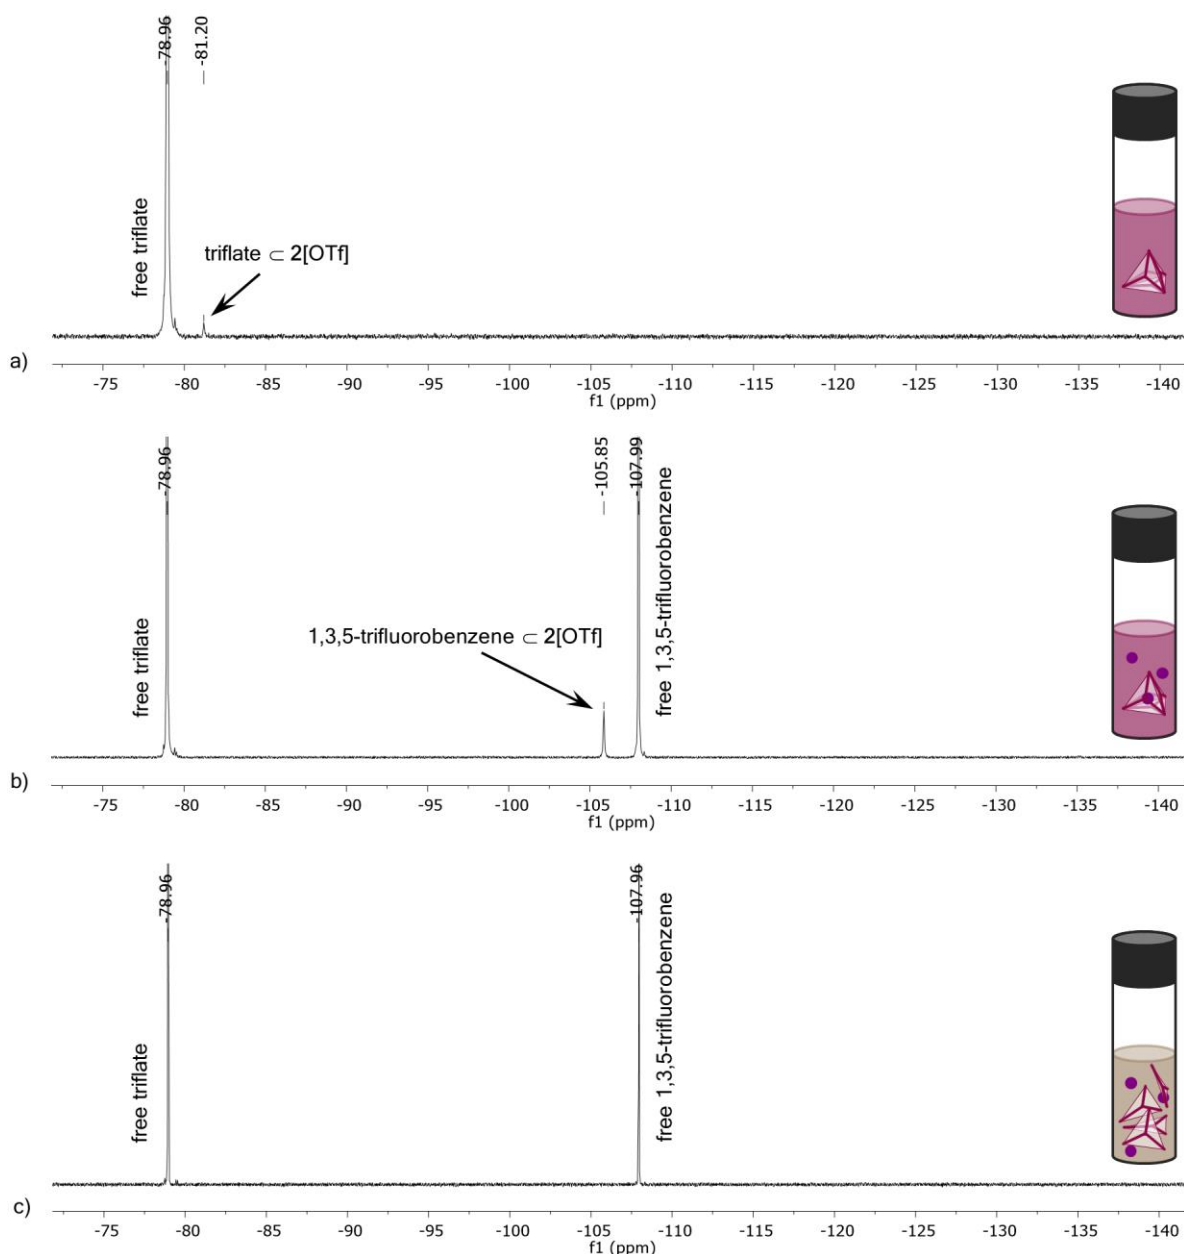 -78.96
-81.20
free triflate
triflate ⊂ 2[OTf]
a)
-75 -80 -85 -90 -95 -100 -105 -110 -115 -120 -125 -130 -135 -140
f1 (ppm)
-78.96
-105.85
-107.99
free triflate
1,3,5-trifluorobenzene ⊂ 2[OTf]
free 1,3,5-trifluorobenzene
b)
-75 -80 -85 -90 -95 -100 -105 -110 -115 -120 -125 -130 -135 -140
f1 (ppm)
-78.96
-107.96
free triflate
free 1,3,5-trifluorobenzene
c)
-75 -80 -85 -90 -95 -100 -105 -110 -115 -120 -125 -130 -135 -140
f1 (ppm)